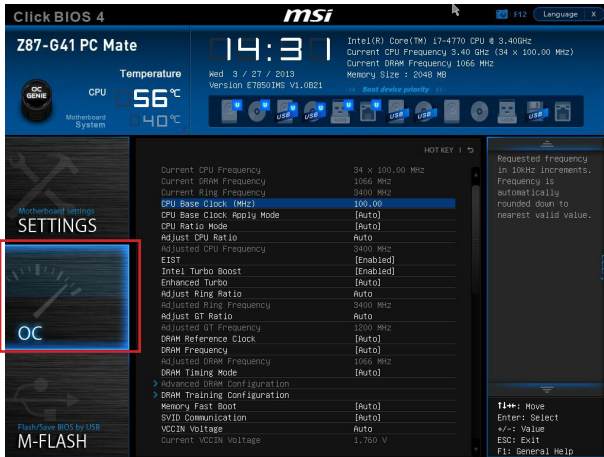 Click BIOS 4
msi
F12
Language
X
Z87-G41 PC Mate
14:31
Intel(R) Core(TM) i7-4770 CPU @ 3.40GHz
Current CPU Frequency 3.40 GHz (34 x 100.00 MHz)
Current DRAM Frequency 1066 MHz
Memory Size : 2048 MB
Temperature
Wed 3 / 27 / 2013
Version E7850IMS V1.0B21
Boot device priority
OC GENIE
CPU
56°C
Motherboard
System
40°C
U
U
U
U
U
USB
USB
USB
USB
USB
HOT KEY
Current CPU Frequency 34 x 100.00 MHz
Current DRAM Frequency 1066 MHz
Current Ring Frequency 3400 MHz
CPU Base Clock (MHz) 100.00
CPU Base Clock Apply Mode [Auto]
CPU Ratio Mode [Auto]
Adjust CPU Ratio Auto
Adjusted CPU Frequency 3400 MHz
EIST [Enabled]
Intel Turbo Boost [Enabled]
Enhanced Turbo [Auto]
Adjust Ring Ratio Auto
Adjusted Ring Frequency 3400 MHz
Adjust GT Ratio Auto
Adjusted GT Frequency 1200 MHz
DRAM Reference Clock [Auto]
DRAM Frequency [Auto]
Adjusted DRAM Frequency 1066 MHz
DRAM Timing Mode [Auto]
> Advanced DRAM Configuration
> DRAM Training Configuration
Memory Fast Boot [Auto]
SVID Communication [Auto]
VCCIN Voltage Auto
Current VCCIN Voltage 1.760 V
Motherboard settings
SETTINGS
OC
Flash/Save BIOS by USB
M-FLASH
Requested frequency
in 10kHz increments.
Frequency is
automatically
rounded down to
nearest valid value.
↑↓←→: Move
Enter: Select
+/-: Value
ESC: Exit
F1: General Help